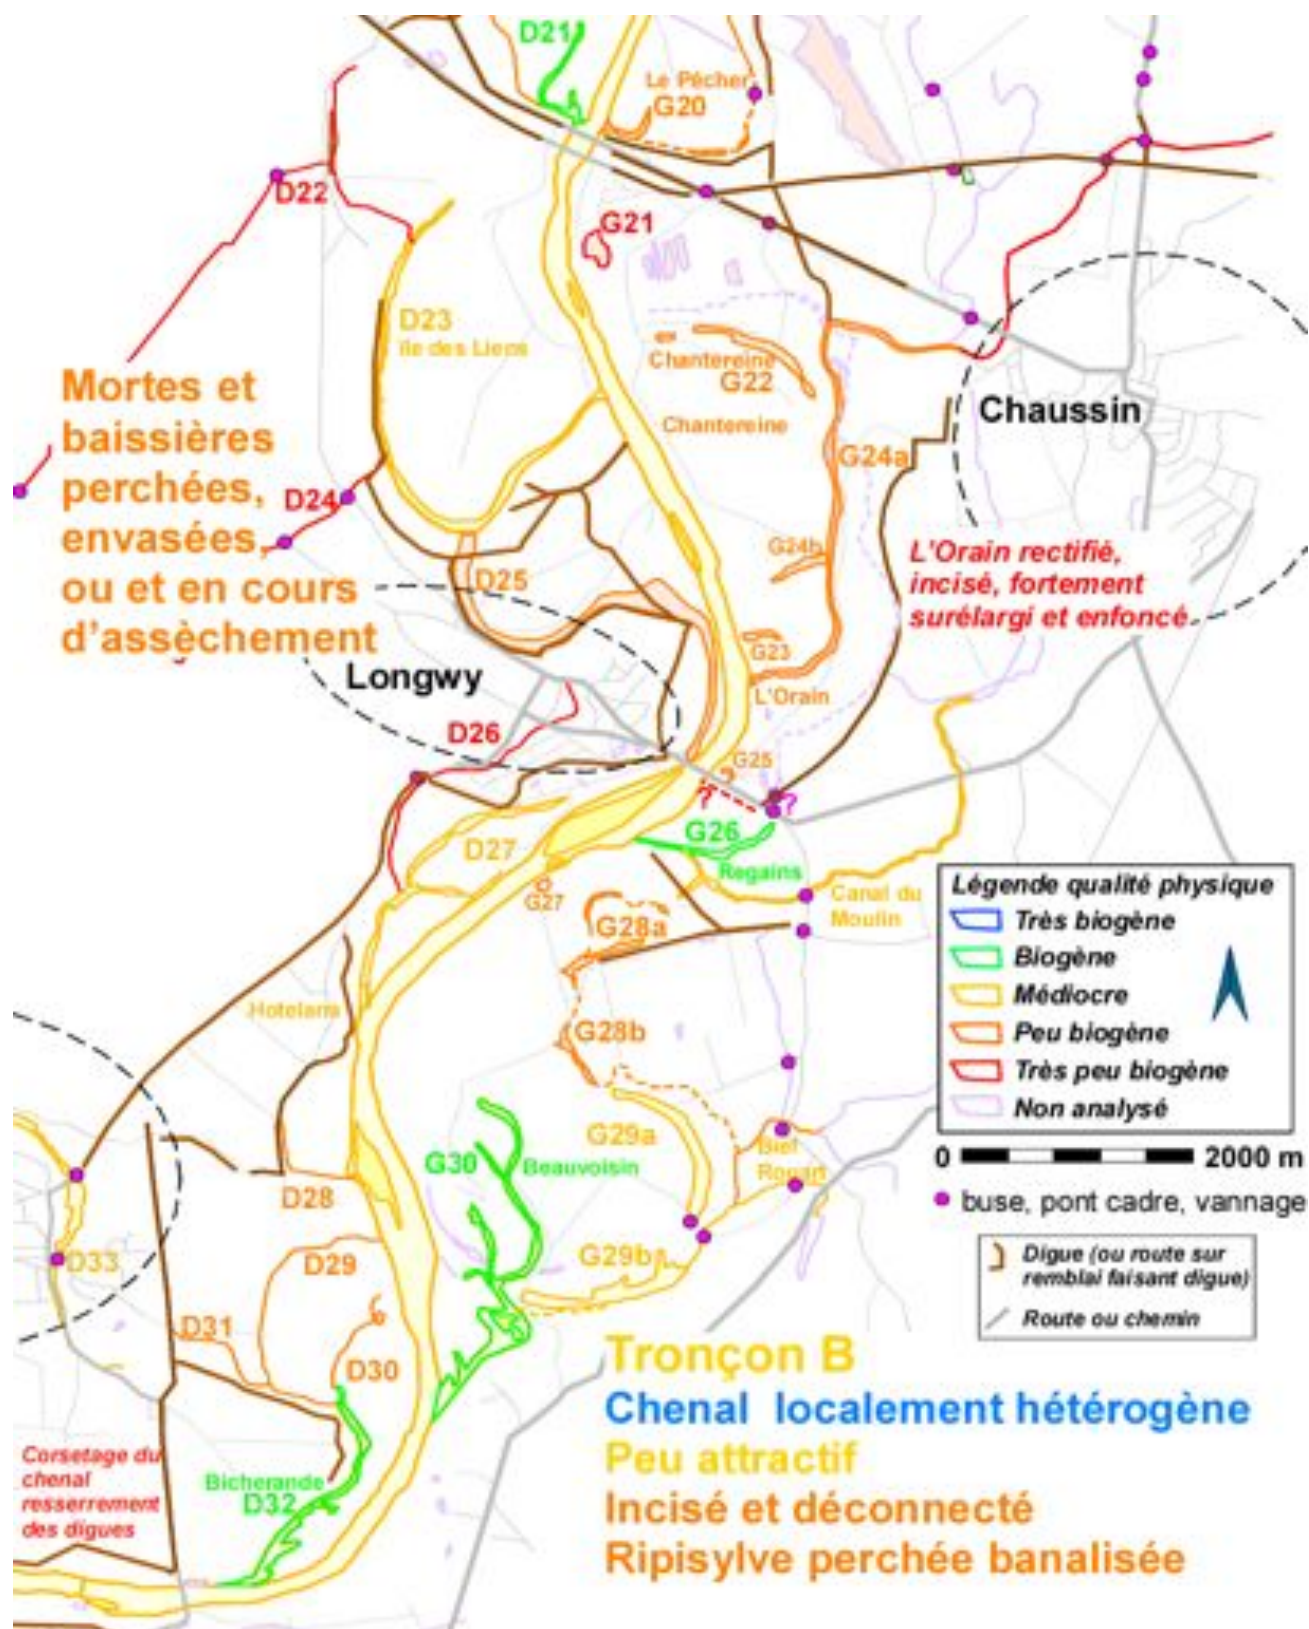 D21
Le Pêcher
G20
D22
G21
D23
Ile des Liens
Chantereine
G22
Chantereine
Chaussin
Mortes et
baissières
perchées,
envasées,
ou et en cours
d'assèchement
D24
G24a
G24b
D25
L'Orain rectifié,
incisé, fortement
surélargi et enfoncé
G23
Longwy
L'Orain
D26
G25
?
?
G26
D27
Regains
G27
Canal du
Moulin
G28a
Hotelans
G28b
Légende qualité physique
Très biogène
Biogène
Médiocre
Peu biogène
Très peu biogène
Non analysé
0 2000 m
buse, pont cadre, vannage
Digue (ou route sur
remblai faisant digue)
Route ou chemin
G29a
Bief
Rouart
G30
Beauvoisin
D28
D33
D29
G29b
D31
D30
Tronçon B
Chenal localement hétérogène
Peu attractif
Incisé et déconnecté
Ripisylve perchée banalisée
Corsetage du
chenal
resserrement
des digues
Bicherande
D32